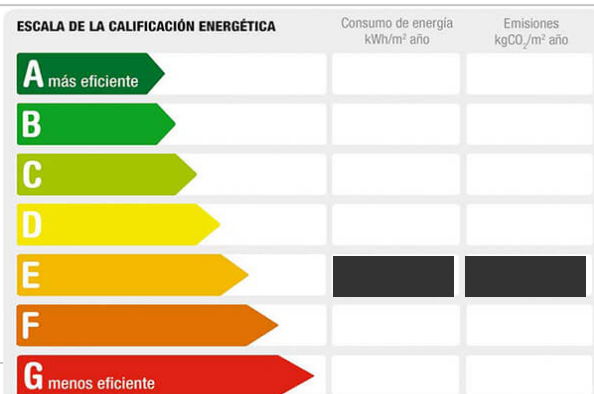 ESCALA DE LA CALIFICACIÓN ENERGÉTICA
Consumo de energía
kWh/m² año
Emisiones
kgCO₂/m² año
A más eficiente
B
C
D
E
F
G menos eficiente